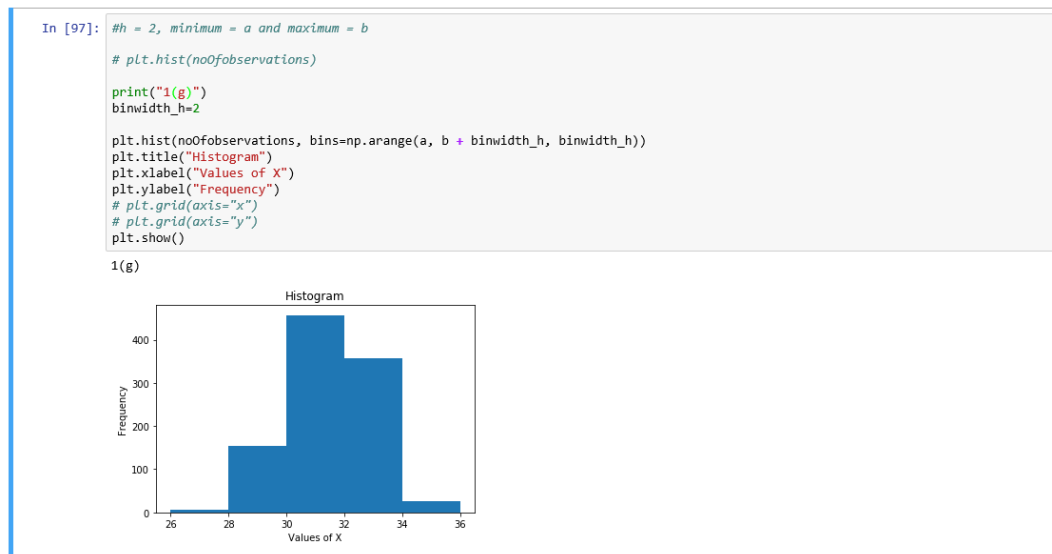 In [97]: #h = 2, minimum = a and maximum = b
# plt.hist(noOfobservations)
print("1(g)")
binwidth_h=2
plt.hist(noOfobservations, bins=np.arange(a, b + binwidth_h, binwidth_h))
plt.title("Histogram")
plt.xlabel("Values of X")
plt.ylabel("Frequency")
# plt.grid(axis="x")
# plt.grid(axis="y")
plt.show()
1(g)
Histogram
Frequency
400
300
200
100
0
26 28 30 32 34 36
Values of X